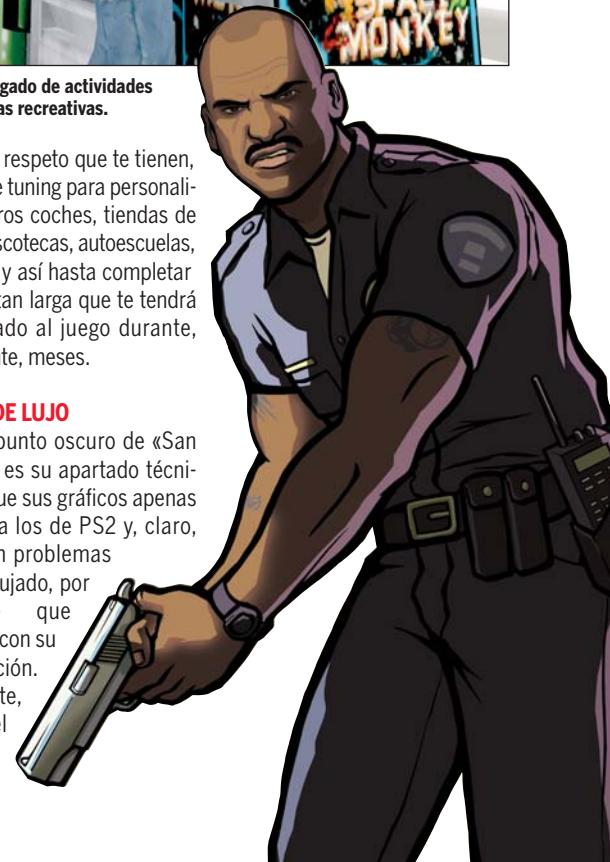 SPACE
MONKEY
gado de actividades
as recreativas.
respeto que te tienen,
e tuning para personali-
ros coches, tiendas de
scotecas, autoescuelas,
y así hasta completar
tan larga que te tendrá
ado al juego durante,
nte, meses.
DE LUJO
punto oscuro de «San
es su apartado técni-
ue sus gráficos apenas
a los de PS2 y, claro,
n problemas
ujado, por
que
con su
ción.
te,
el